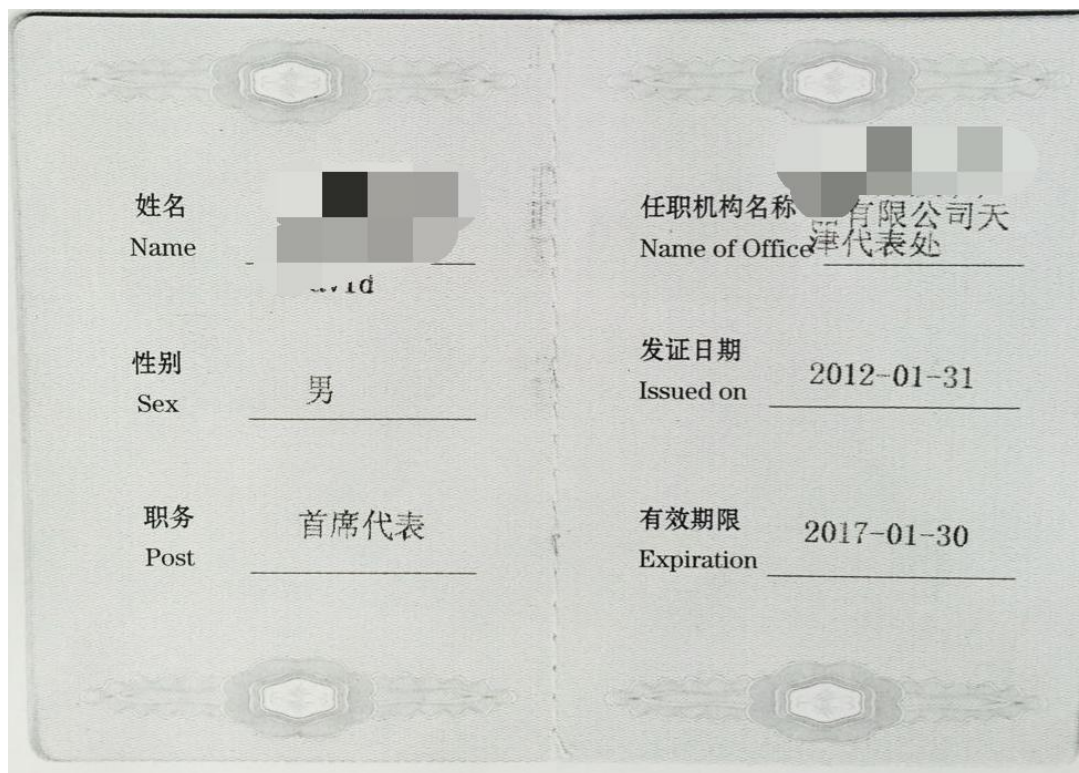 姓名
Name
性别
Sex
男
职务
Post
首席代表
任职机构名称
Name of Office
有限公司天
津代表处
发证日期
Issued on
2012-01-31
有效期限
Expiration
2017-01-30